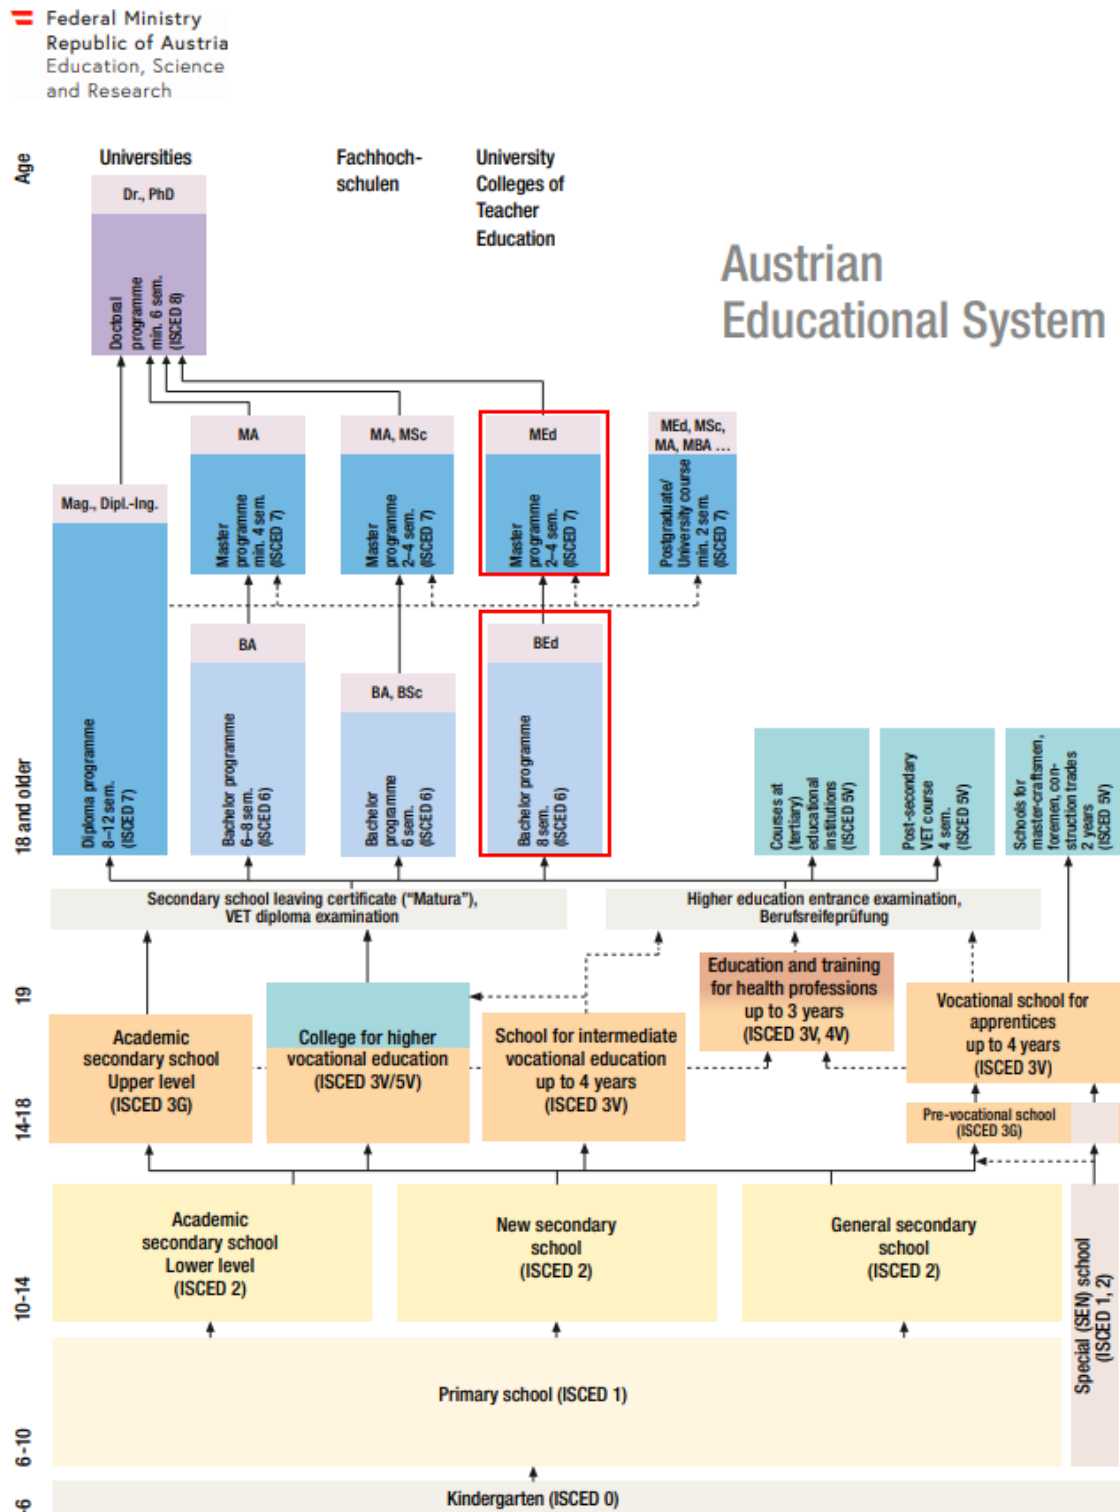 Federal Ministry
Republic of Austria
Education, Science
and Research
Age
Universities
Fachhoch-
schulen
University
Colleges of
Teacher
Education
Austrian
Educational System
Dr., PhD
Doctoral
programme
min. 6 sem.
(ISCED 8)
MA
Master
programme
min. 4 sem.
(ISCED 7)
MA, MSc
Master
programme
2–4 sem.
(ISCED 7)
MEd
Master
programme
2–4 sem.
(ISCED 7)
MEd, MSc,
MA, MBA …
Postgraduate/
University course
min. 2 sem.
(ISCED 7)
Mag., Dipl.-Ing.
Diploma programme
8–12 sem.
(ISCED 7)
BA
Bachelor programme
6–8 sem.
(ISCED 6)
BA, BSc
Bachelor
programme
6 sem.
(ISCED 6)
BEd
Bachelor programme
8 sem.
(ISCED 6)
Courses at
(tertiary)
educational
institutions
(ISCED 5V)
Post-secondary
VET course
4 sem.
(ISCED 5V)
Schools for
master-craftsmen,
foremen, con-
struction trades
2 years
(ISCED 5V)
18 and older
Secondary school leaving certificate (“Matura”),
VET diploma examination
Higher education entrance examination,
Berufsreifeprüfung
19
Academic
secondary school
Upper level
(ISCED 3G)
College for higher
vocational education
(ISCED 3V/5V)
School for intermediate
vocational education
up to 4 years
(ISCED 3V)
Education and training
for health professions
up to 3 years
(ISCED 3V, 4V)
Vocational school for
apprentices
up to 4 years
(ISCED 3V)
14-18
Pre-vocational school
(ISCED 3G)
Academic
secondary school
Lower level
(ISCED 2)
New secondary
school
(ISCED 2)
General secondary
school
(ISCED 2)
Special (SEN) school
(ISCED 1, 2)
10-14
Primary school (ISCED 1)
6-10
Kindergarten (ISCED 0)
-6